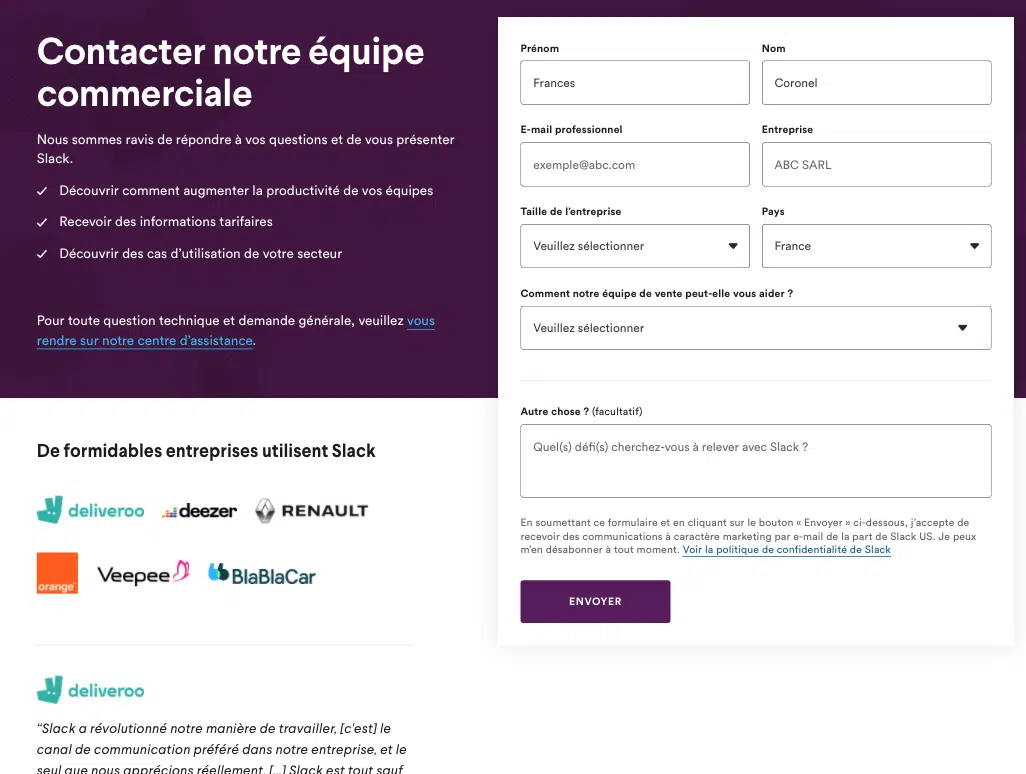 Contacter notre équipe
commerciale
Nous sommes ravis de répondre à vos questions et de vous présenter
Slack.
Découvrir comment augmenter la productivité de vos équipes
Recevoir des informations tarifaires
Découvrir des cas d’utilisation de votre secteur
Pour toute question technique et demande générale, veuillez vous
rendre sur notre centre d’assistance.
De formidables entreprises utilisent Slack
deliveroo deezer RENAULT
orange Veepee BlaBlaCar
deliveroo
“Slack a révolutionné notre manière de travailler, [c'est] le
canal de communication préféré dans notre entreprise, et le
seul que nous apprécions réellement. [...] Slack est tout sauf
Prénom Nom
Frances Coronel
E-mail professionnel Entreprise
exemple@abc.com ABC SARL
Taille de l’entreprise Pays
Veuillez sélectionner France
Comment notre équipe de vente peut-elle vous aider ?
Veuillez sélectionner
Autre chose ? (facultatif)
Quel(s) défi(s) cherchez-vous à relever avec Slack ?
En soumettant ce formulaire et en cliquant sur le bouton « Envoyer » ci-dessous, j’accepte de
recevoir des communications à caractère marketing par e-mail de la part de Slack US. Je peux
m’en désabonner à tout moment. Voir la politique de confidentialité de Slack
ENVOYER